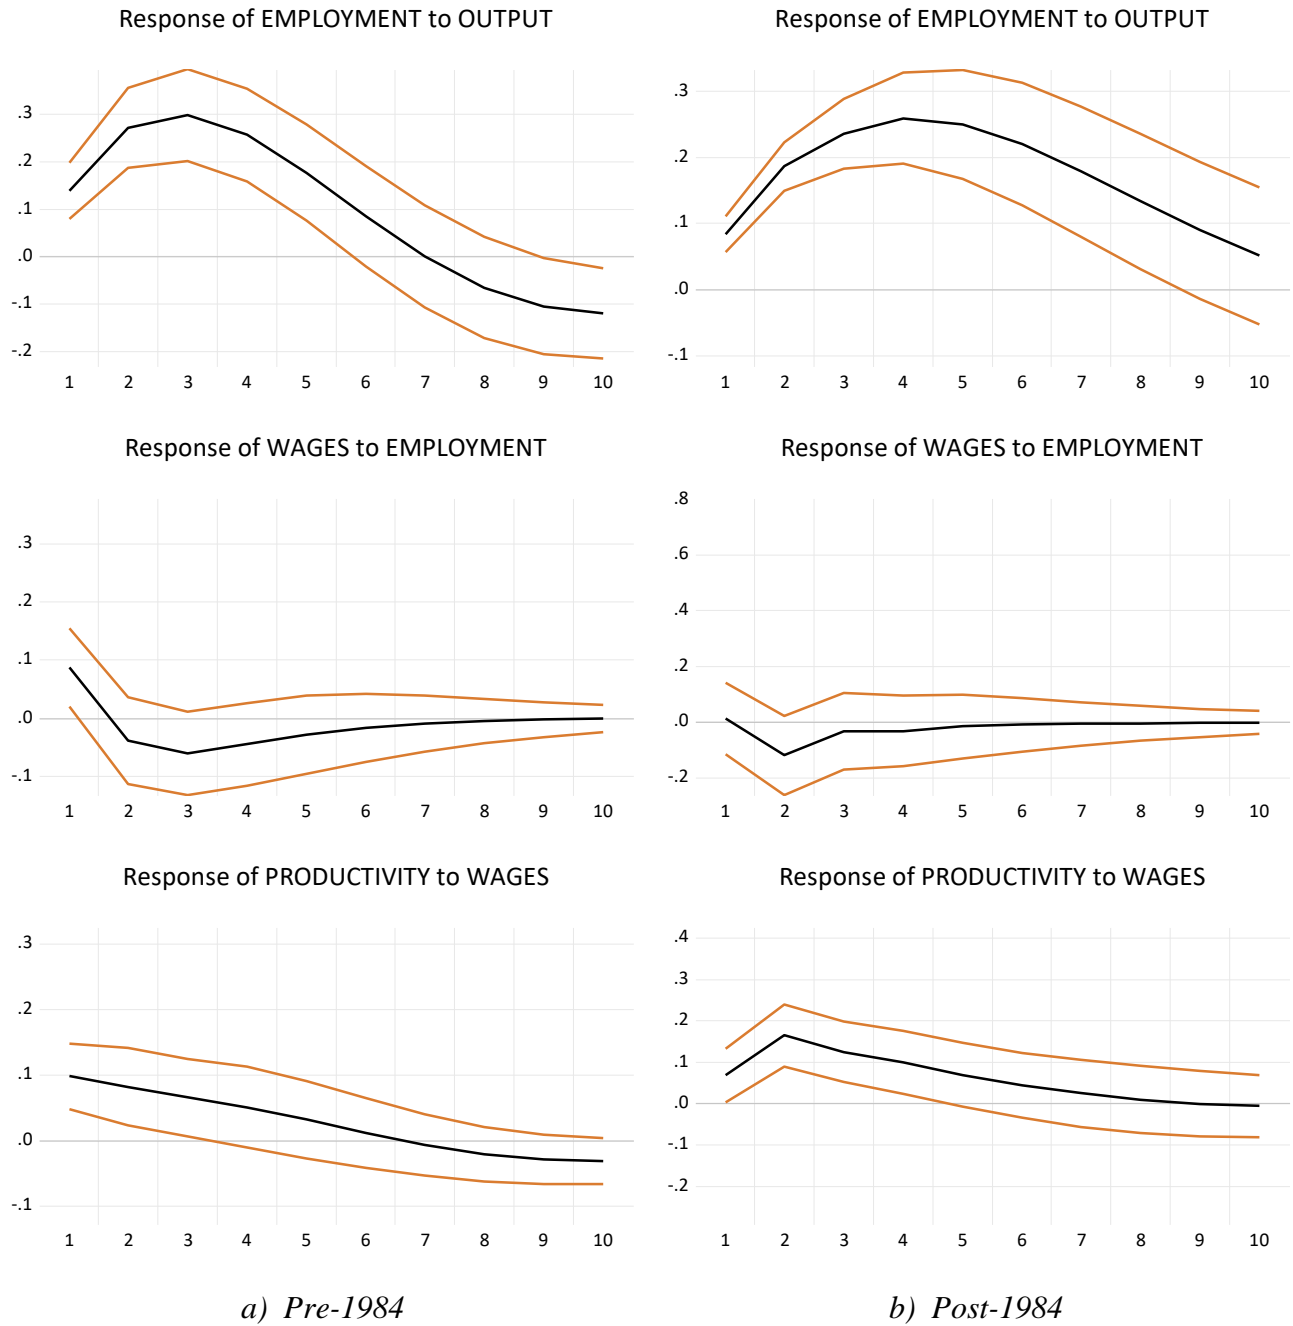 Response of EMPLOYMENT to OUTPUT
.3
.2
.1
.0
-.1
-.2
1 2 3 4 5 6 7 8 9 10
Response of EMPLOYMENT to OUTPUT
.3
.2
.1
.0
-.1
1 2 3 4 5 6 7 8 9 10
Response of WAGES to EMPLOYMENT
.3
.2
.1
.0
-.1
1 2 3 4 5 6 7 8 9 10
Response of WAGES to EMPLOYMENT
.8
.6
.4
.2
.0
-.2
1 2 3 4 5 6 7 8 9 10
Response of PRODUCTIVITY to WAGES
.3
.2
.1
.0
-.1
1 2 3 4 5 6 7 8 9 10
Response of PRODUCTIVITY to WAGES
.4
.3
.2
.1
.0
-.1
-.2
1 2 3 4 5 6 7 8 9 10
a) Pre-1984
b) Post-1984